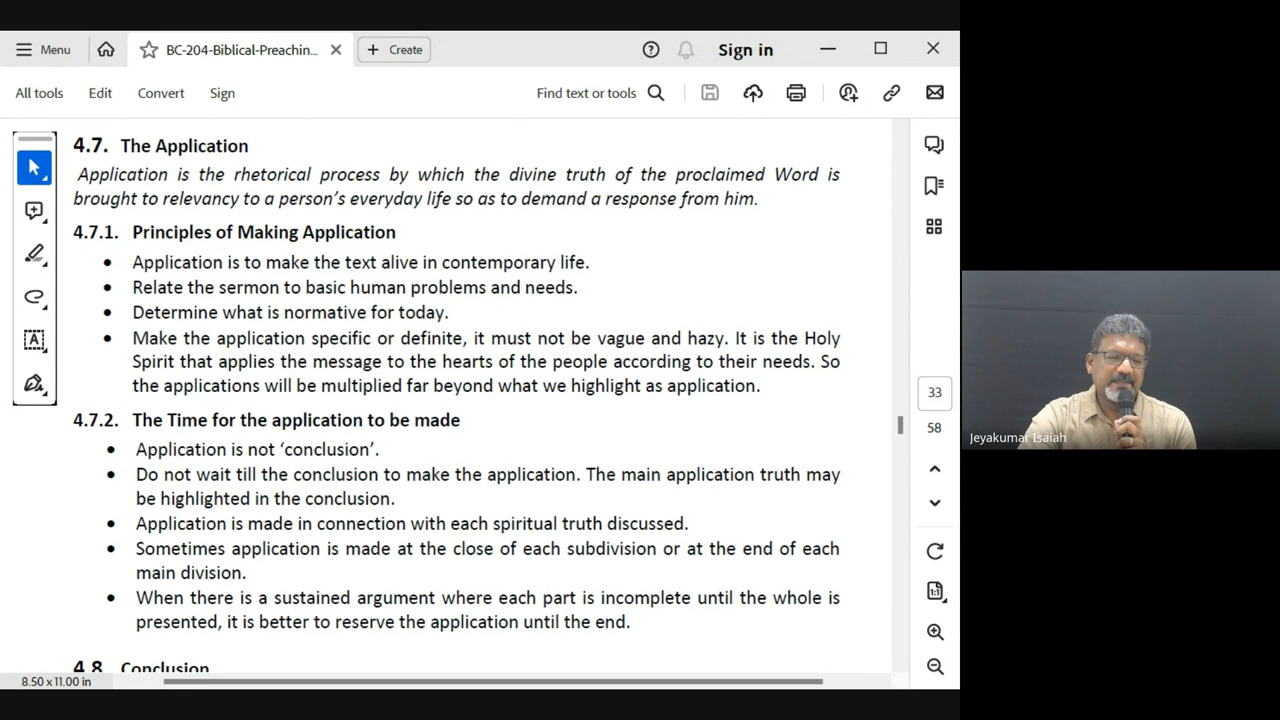 Menu
BC-204-Biblical-Preachin...
Create
Sign in
All tools
Edit
Convert
Sign
Find text or tools
4.7. The Application
Application is the rhetorical process by which the divine truth of the proclaimed Word is
brought to relevancy to a person's everyday life so as to demand a response from him.
4.7.1. Principles of Making Application
• Application is to make the text alive in contemporary life.
• Relate the sermon to basic human problems and needs.
• Determine what is normative for today.
• Make the application specific or definite, it must not be vague and hazy. It is the Holy
Spirit that applies the message to the hearts of the people according to their needs. So
the applications will be multiplied far beyond what we highlight as application.
4.7.2. The Time for the application to be made
• Application is not ‘conclusion’.
• Do not wait till the conclusion to make the application. The main application truth may
be highlighted in the conclusion.
• Application is made in connection with each spiritual truth discussed.
• Sometimes application is made at the close of each subdivision or at the end of each
main division.
• When there is a sustained argument where each part is incomplete until the whole is
presented, it is better to reserve the application until the end.
4.8 Conclusion
8.50 x 11.00 in
33
58
1:1
Jeyakumar Isaiah